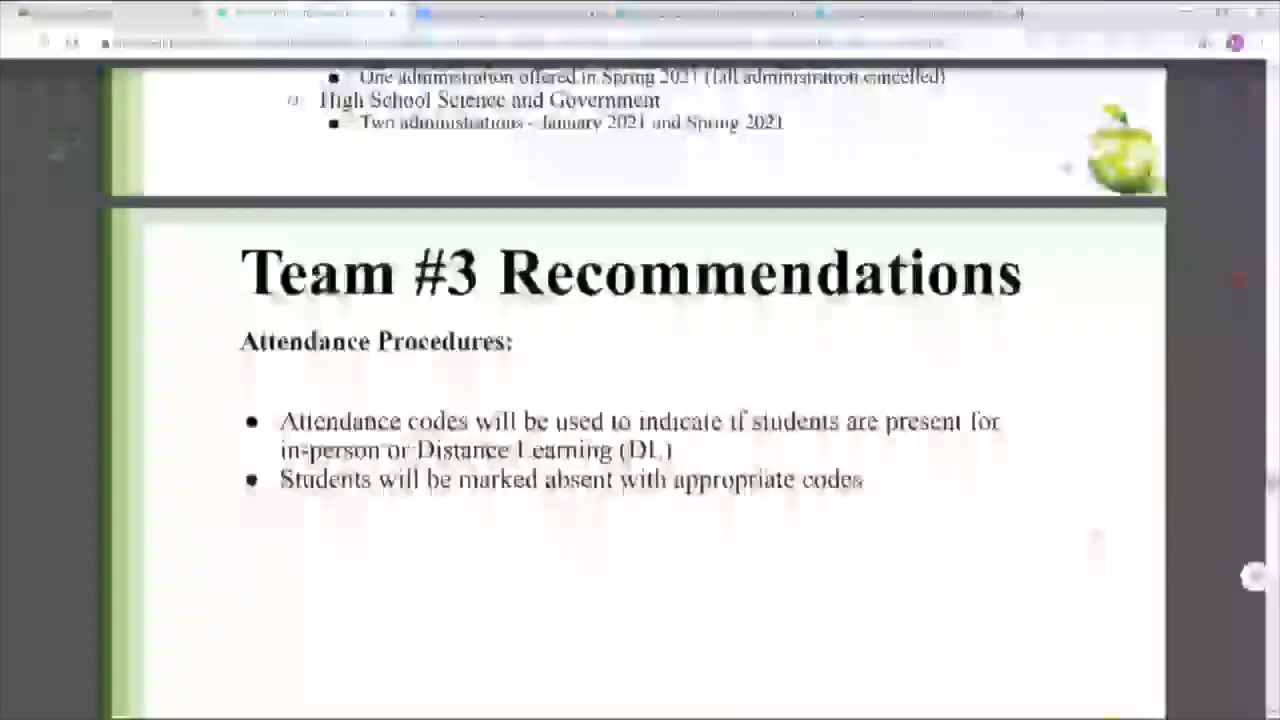 ■ One administration offered in Spring 2021 (fall administration cancelled)
o High School Science and Government
■ Two administrations - January 2021 and Spring 2021
Team #3 Recommendations
Attendance Procedures:
● Attendance codes will be used to indicate if students are present for
in-person or Distance Learning (DL)
● Students will be marked absent with appropriate codes